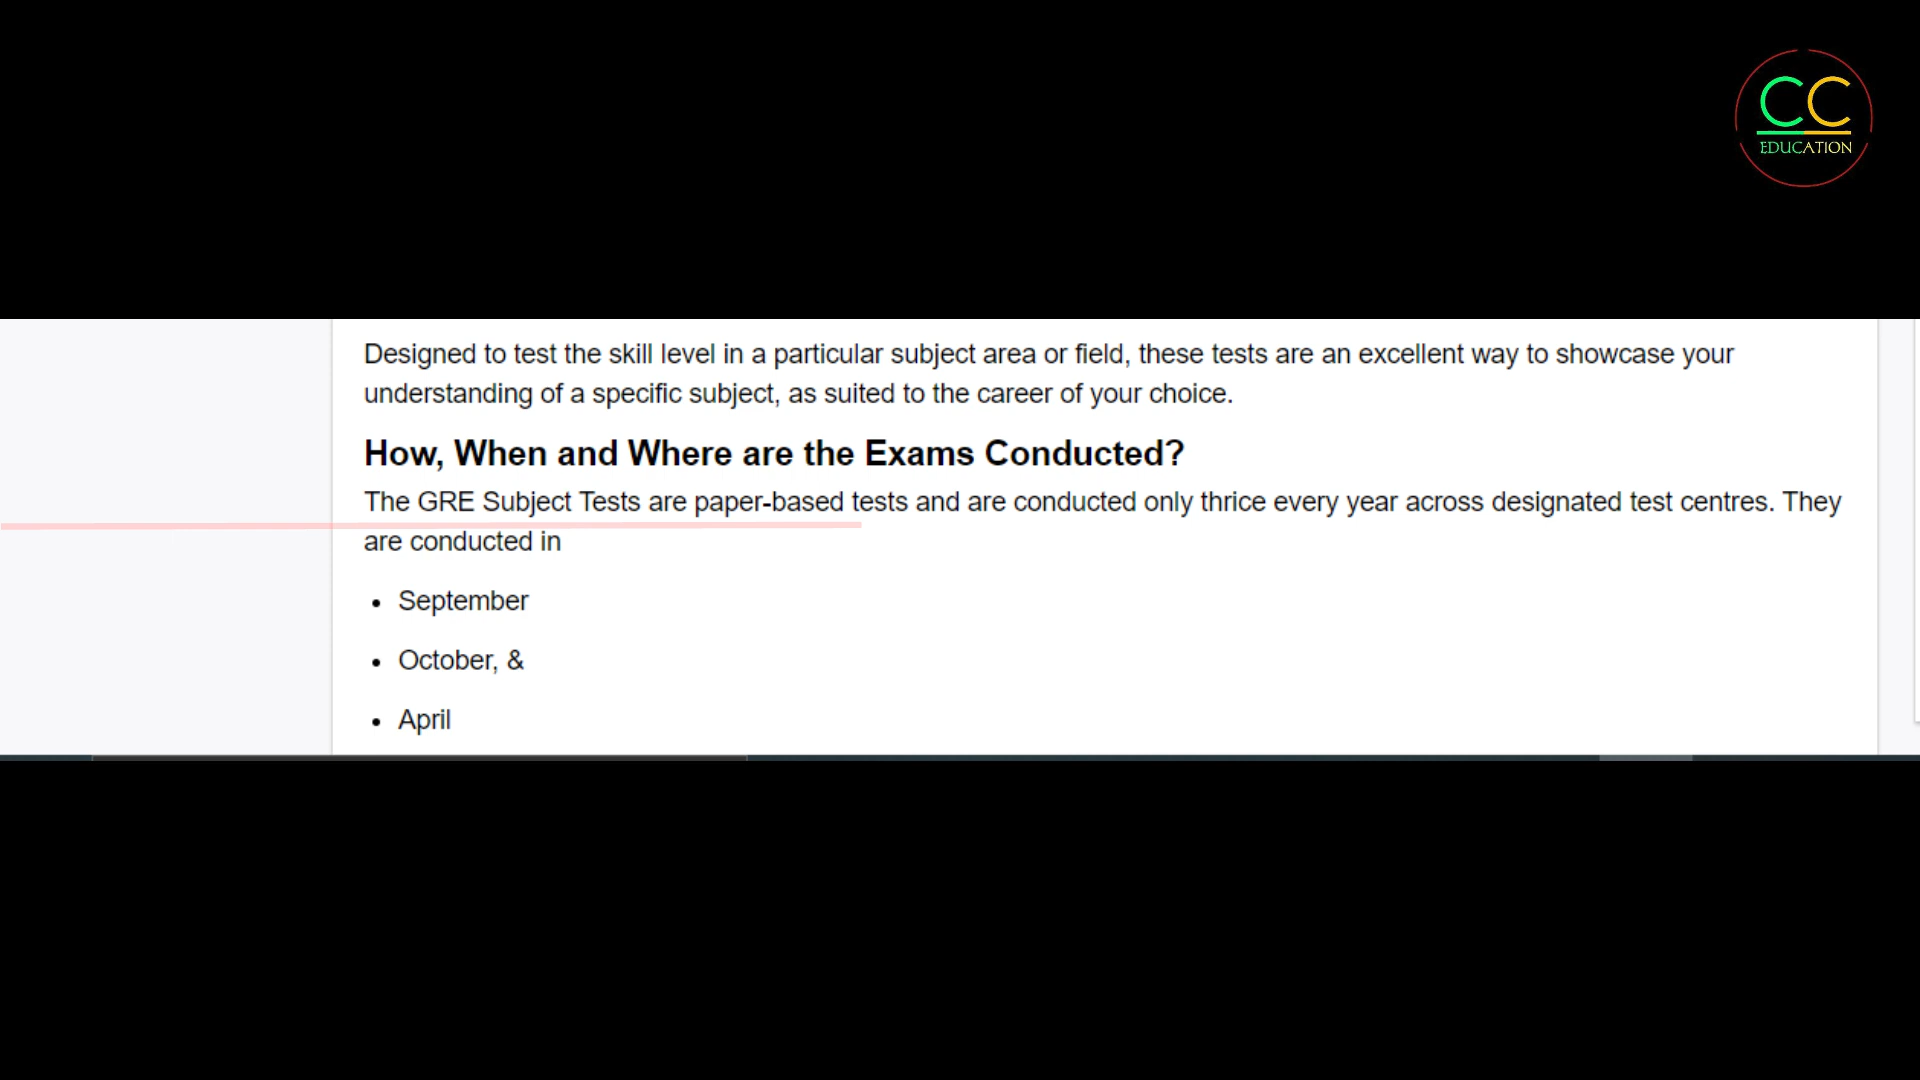 CC
EDUCATION
Designed to test the skill level in a particular subject area or field, these tests are an excellent way to showcase your
understanding of a specific subject, as suited to the career of your choice.
How, When and Where are the Exams Conducted?
The GRE Subject Tests are paper-based tests and are conducted only thrice every year across designated test centres. They
are conducted in
• September
• October, &
• April